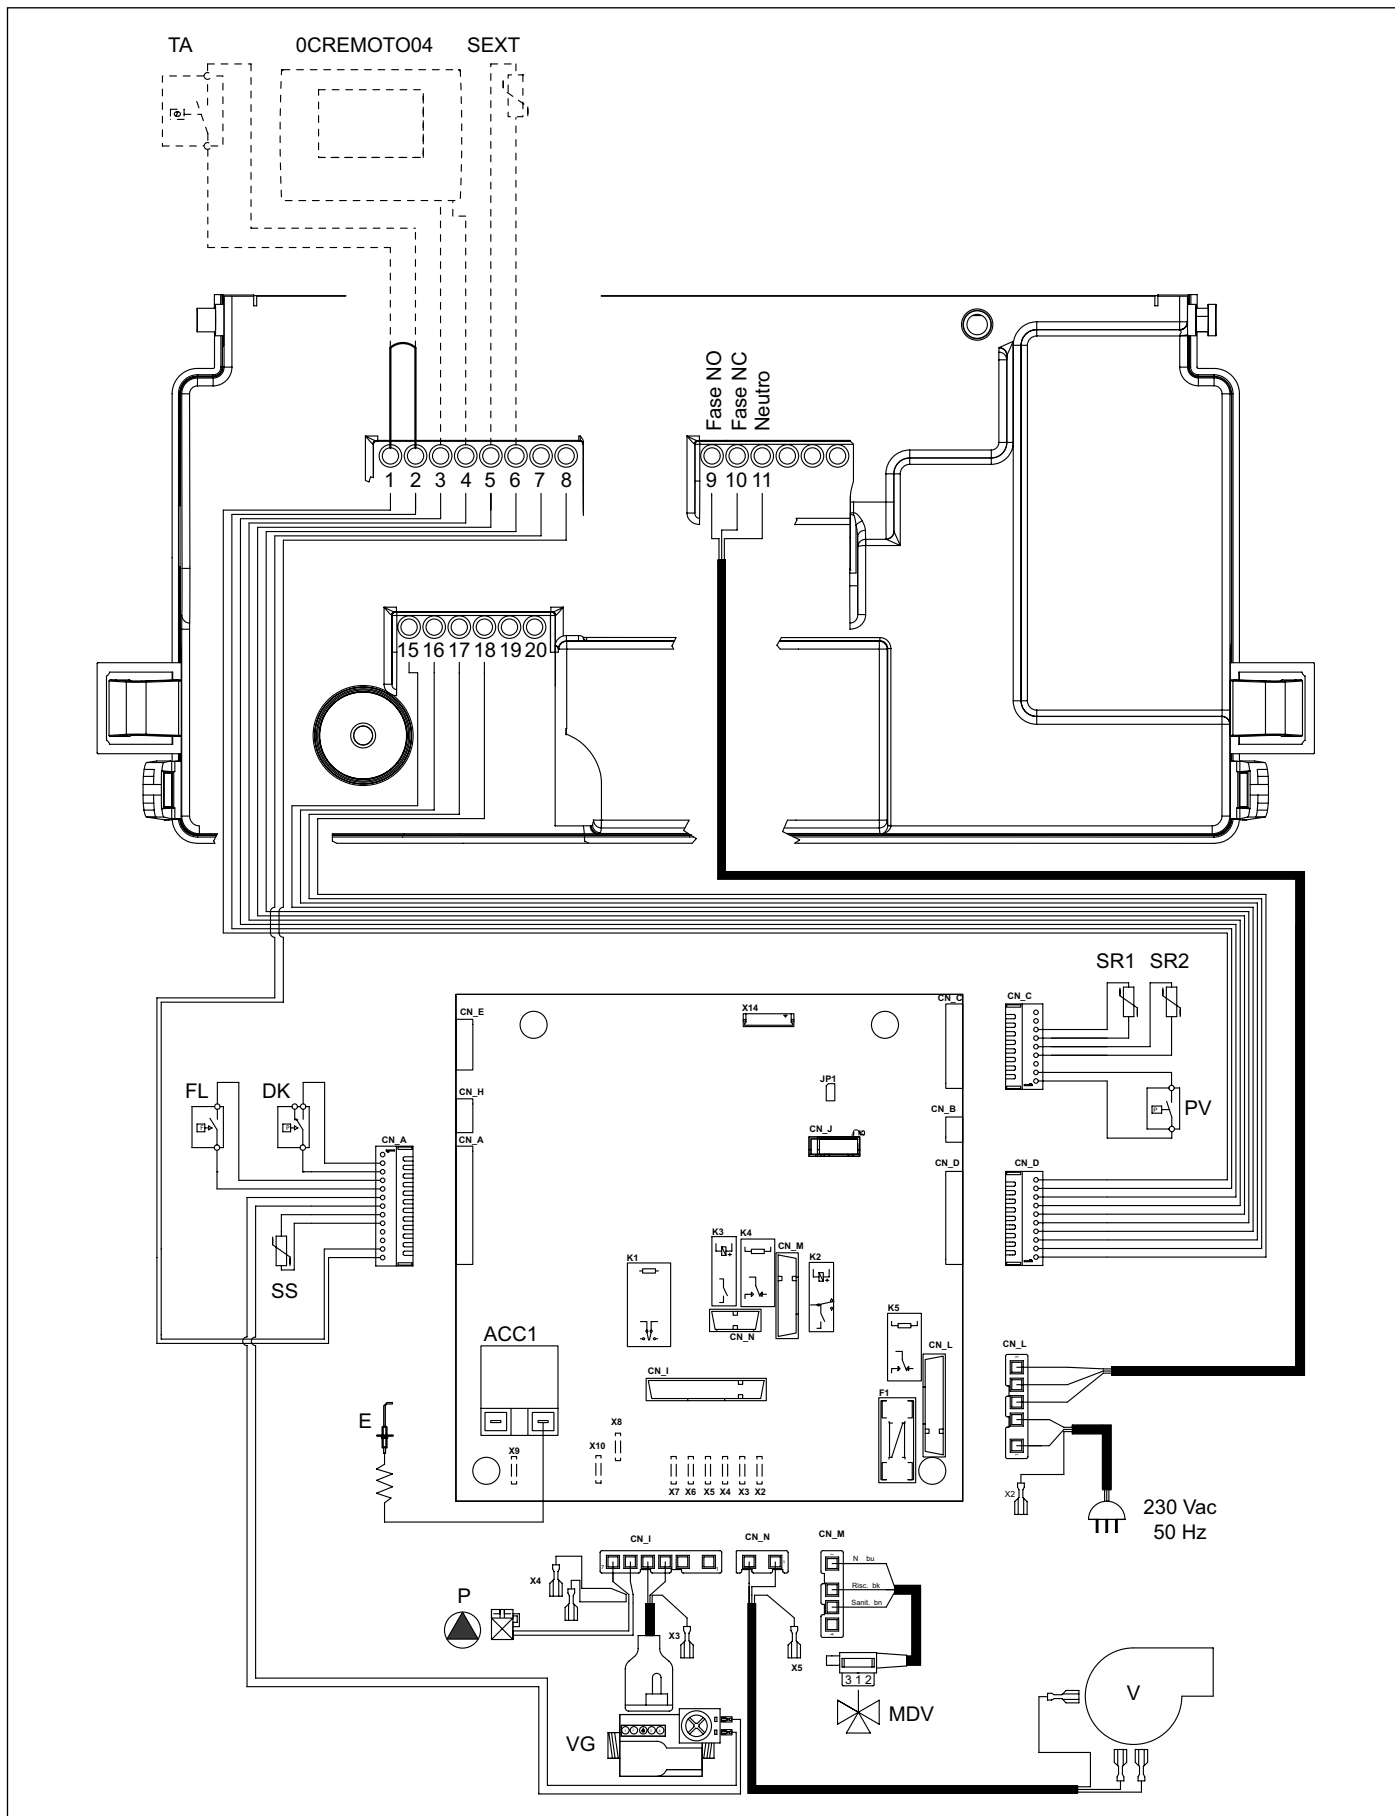 TA 0CREMOTO04 SEXT
Fase NO
Fase NC
Neutro
1 2 3 4 5 6 7 8
9 10 11
15 16 17 18 19 20
SR1 SR2
CN_C
PV
CN_D
CN_E
CN_H
CN_A
X14
CN_C
JP1
CN_B
CN_J
CN_D
FL DK
CN_A
SS
K3 K4
CN_M
K2
K1
CN_N
K5
CN_L
ACC1
CN_I
F1
CN_L
E
X8
X9 X10
X7 X6 X5 X4 X3 X2
X2
230 Vac
50 Hz
CN_I CN_N CN_M
N bu
Risc. bk
Sanit. bn
X4
P
X3
X5
3 1 2
MDV
V
VG